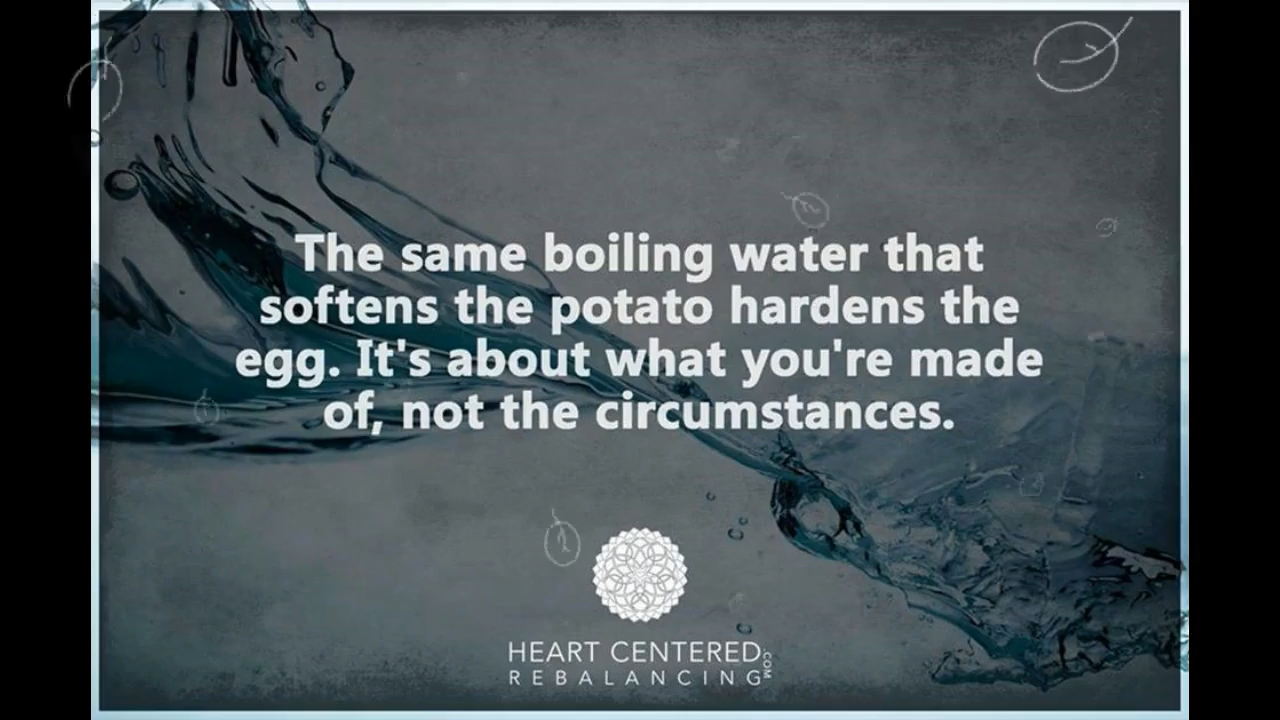 The same boiling water that
softens the potato hardens the
egg. It's about what you're made
of, not the circumstances.
HEART CENTERED
REBALANCING
.COM